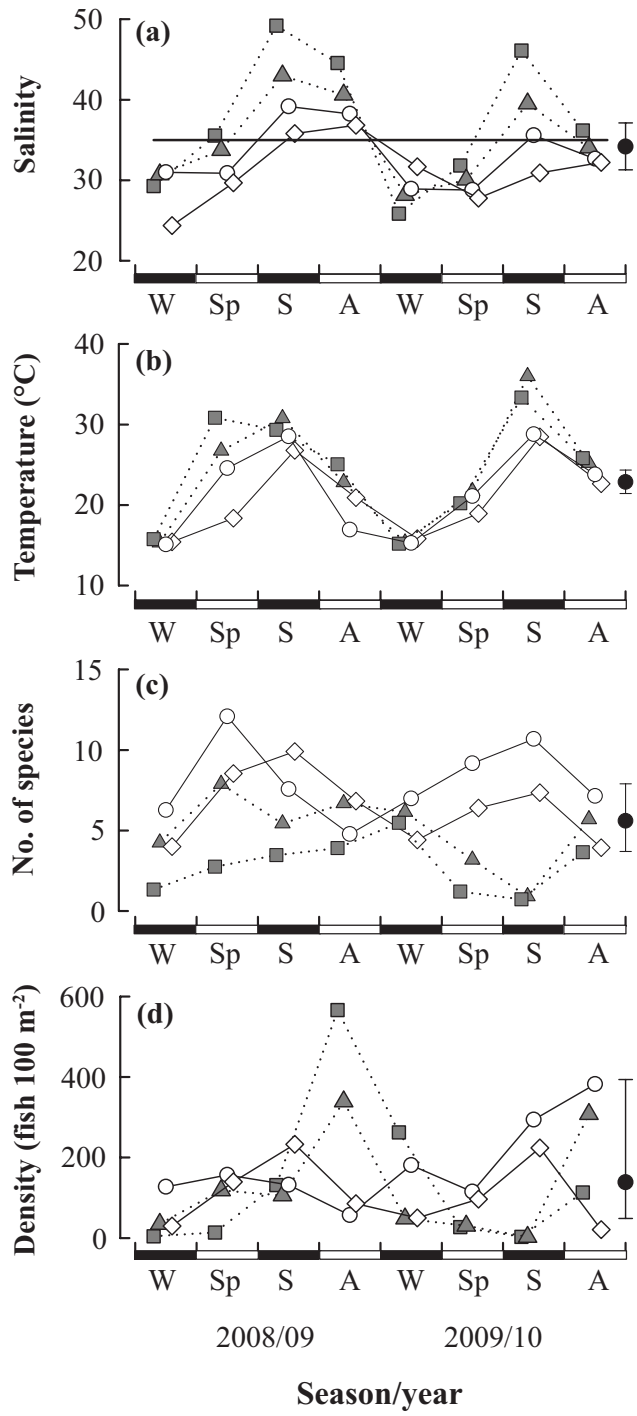 (a)
Salinity
50
40
30
20
W Sp S A W Sp S A
(b)
Temperature (°C)
40
30
20
10
W Sp S A W Sp S A
(c)
No. of species
15
10
5
0
W Sp S A W Sp S A
(d)
Density (fish 100 m⁻²)
600
400
200
0
W Sp S A W Sp S A
2008/09 2009/10
Season/year